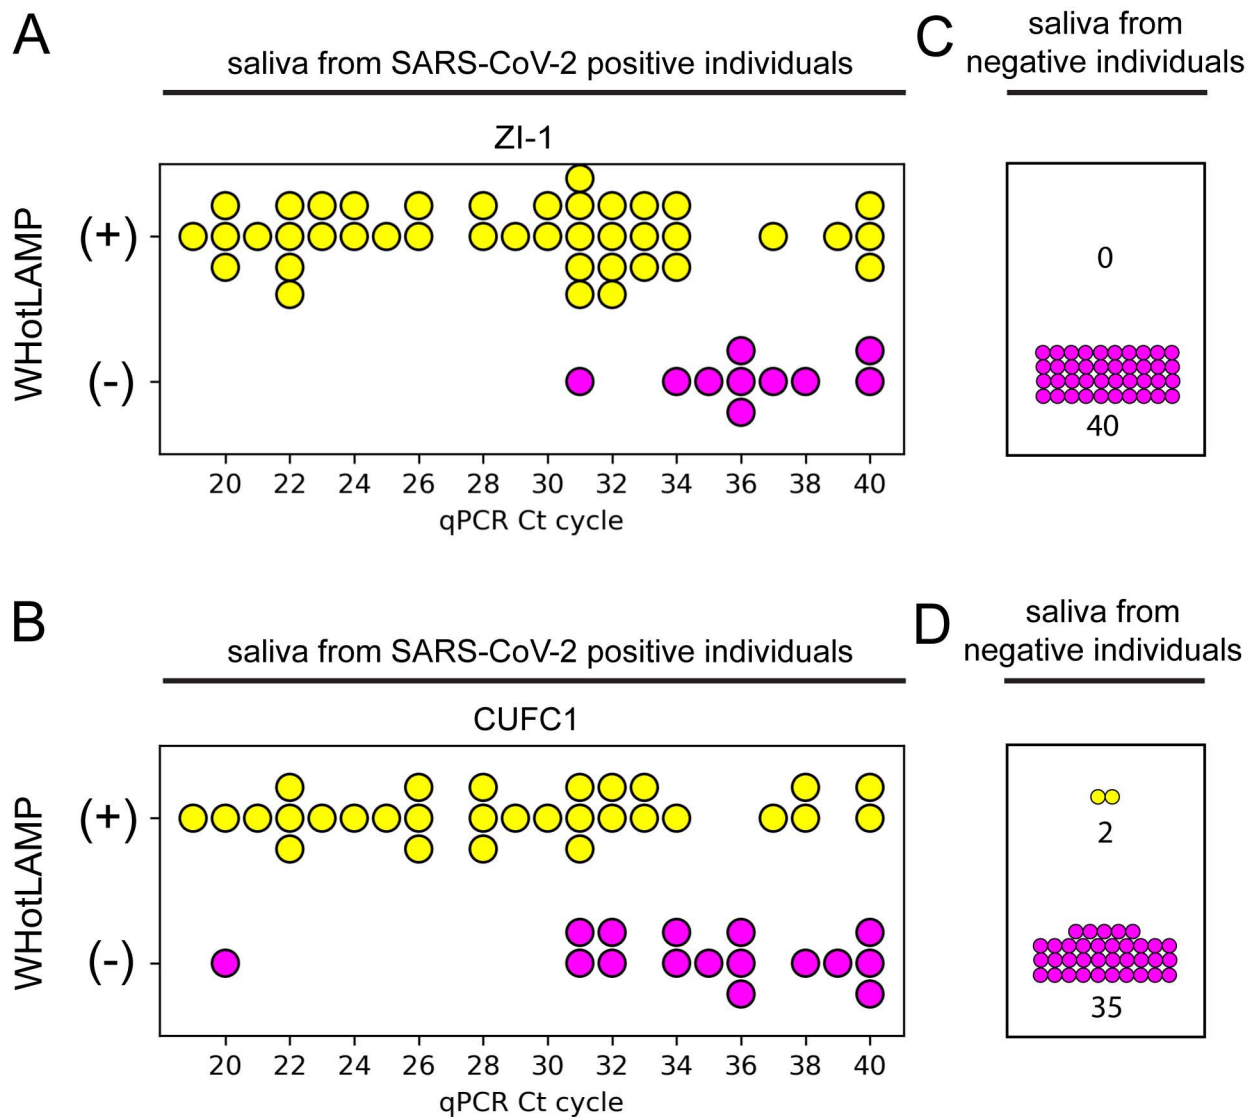 A
saliva from SARS-CoV-2 positive individuals
ZI-1
WHotLAMP
(+)
(-)
20 22 24 26 28 30 32 34 36 38 40
qPCR Ct cycle
C
saliva from
negative individuals
0
40
B
saliva from SARS-CoV-2 positive individuals
CUFC1
WHotLAMP
(+)
(-)
20 22 24 26 28 30 32 34 36 38 40
qPCR Ct cycle
D
saliva from
negative individuals
2
35